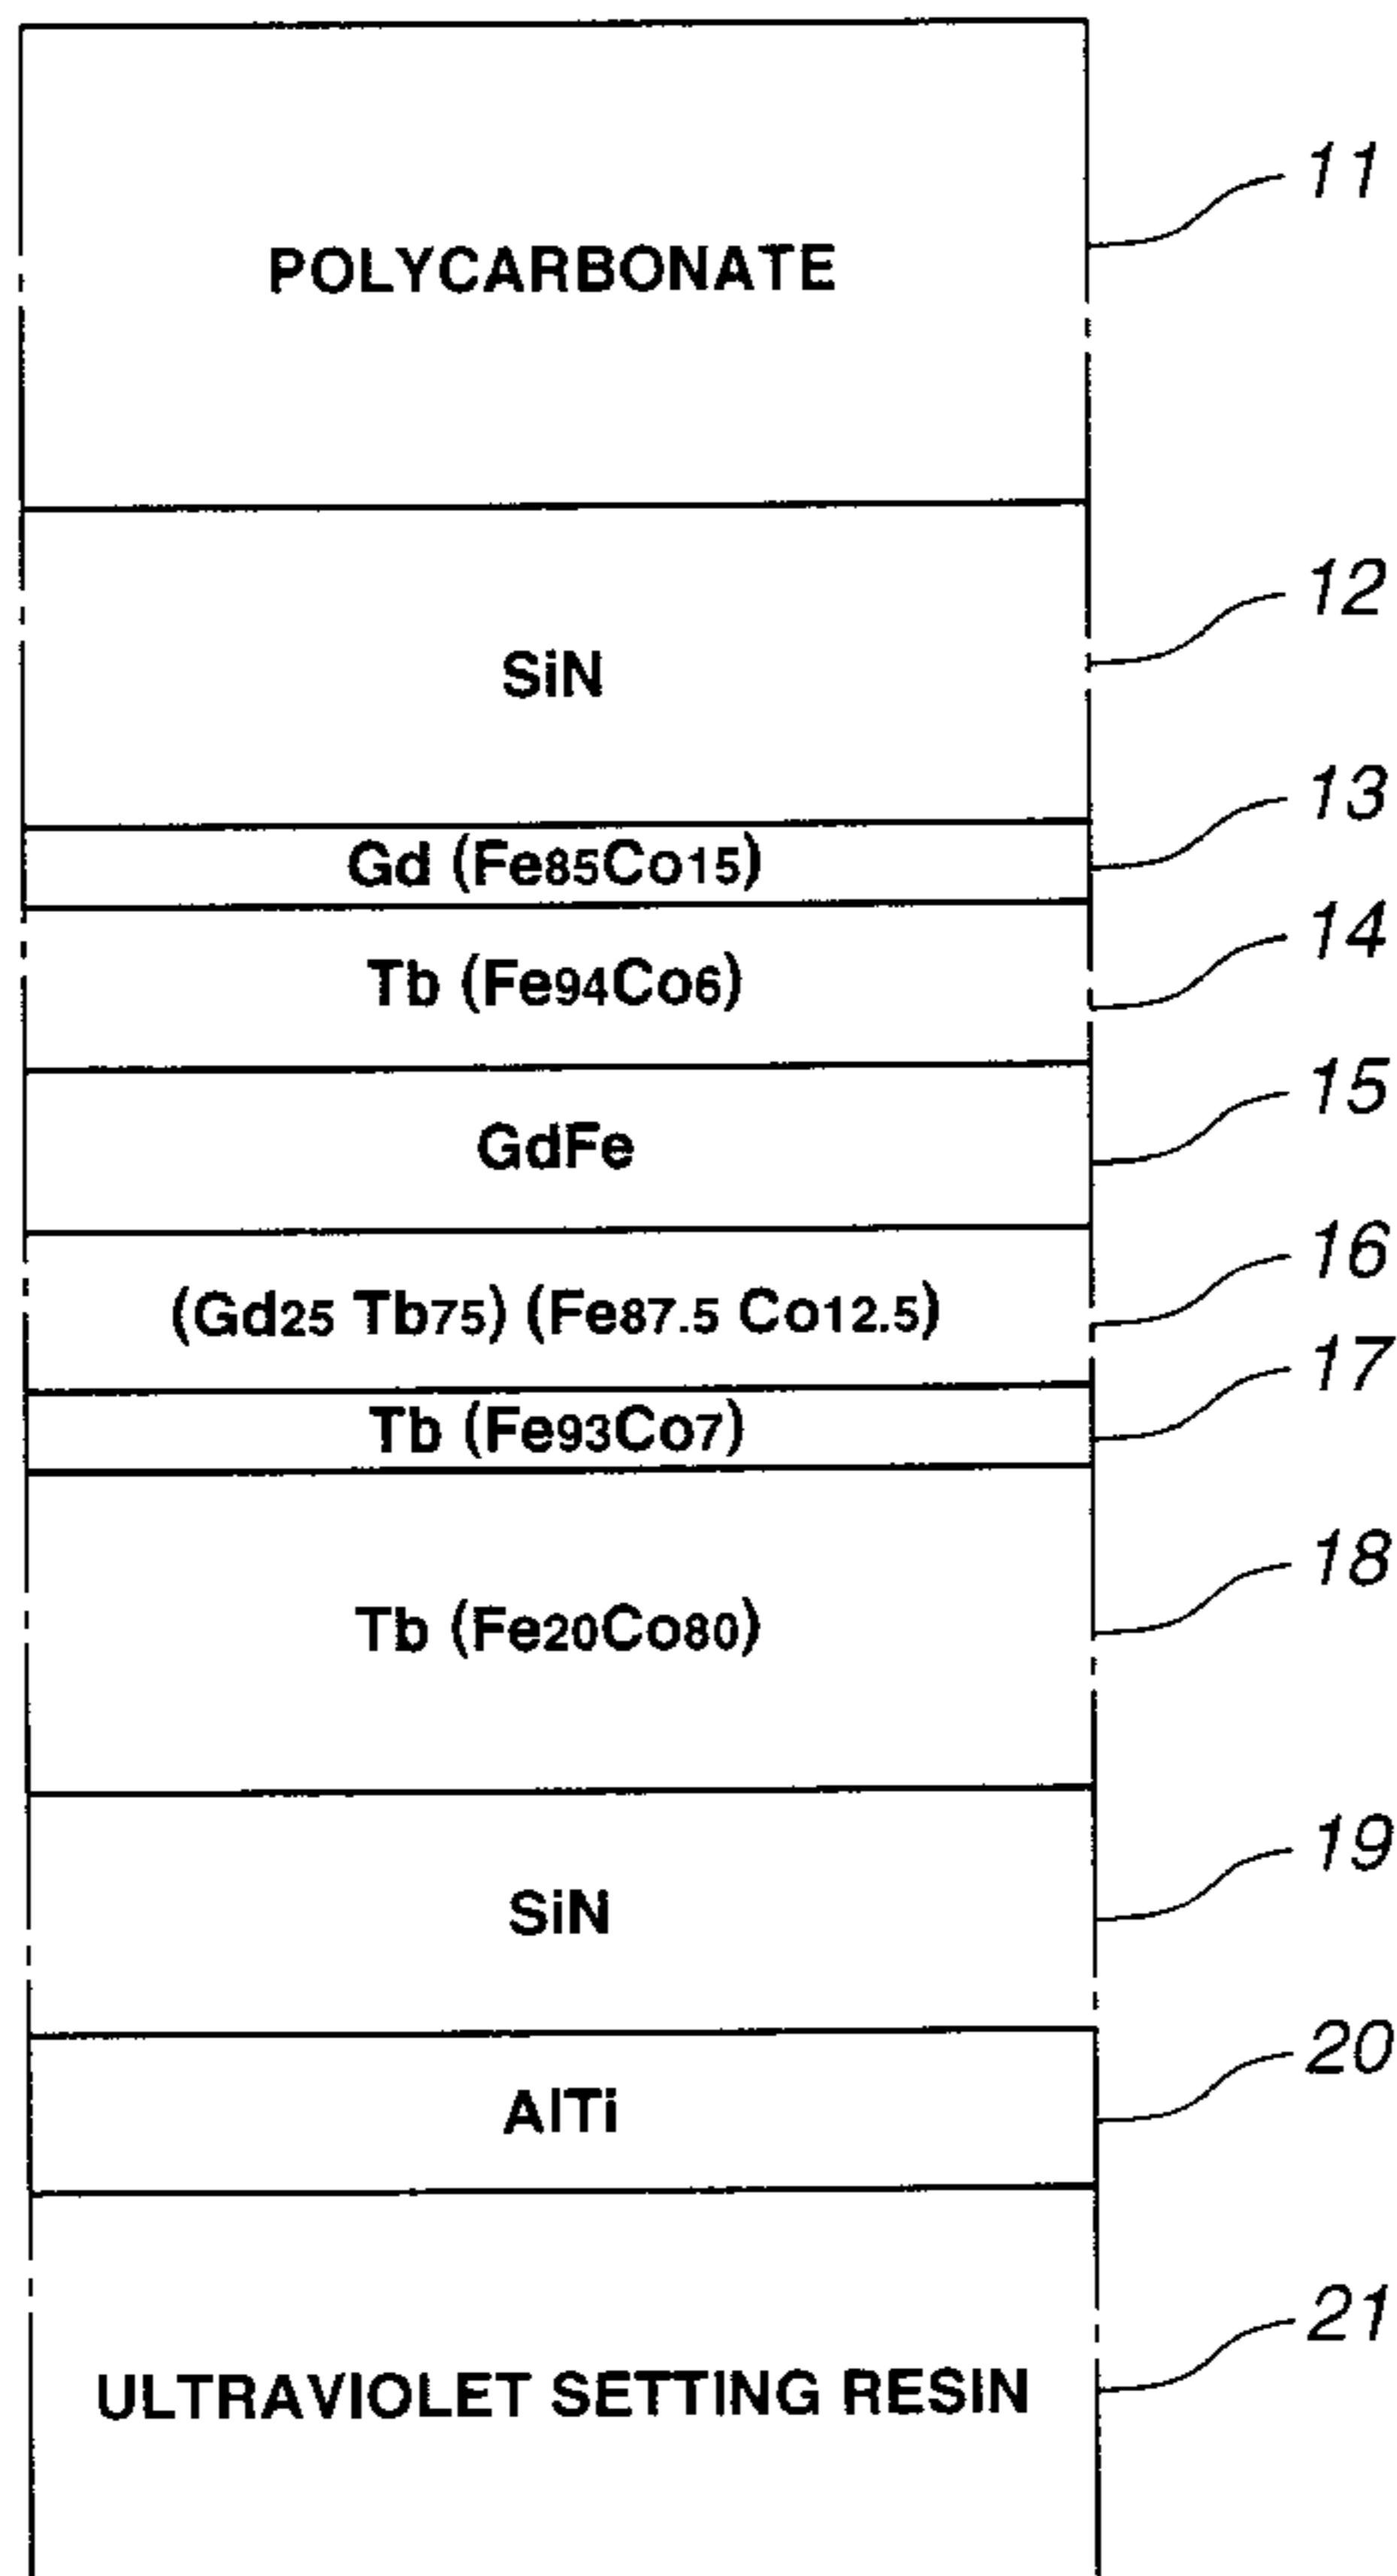 11
POLYCARBONATE
12
SiN
13
Gd (Fe85Co15)
14
Tb (Fe94Co6)
15
GdFe
16
(Gd25 Tb75) (Fe87.5 Co12.5)
17
Tb (Fe93Co7)
18
Tb (Fe20Co80)
19
SiN
20
AlTi
21
ULTRAVIOLET SETTING RESIN